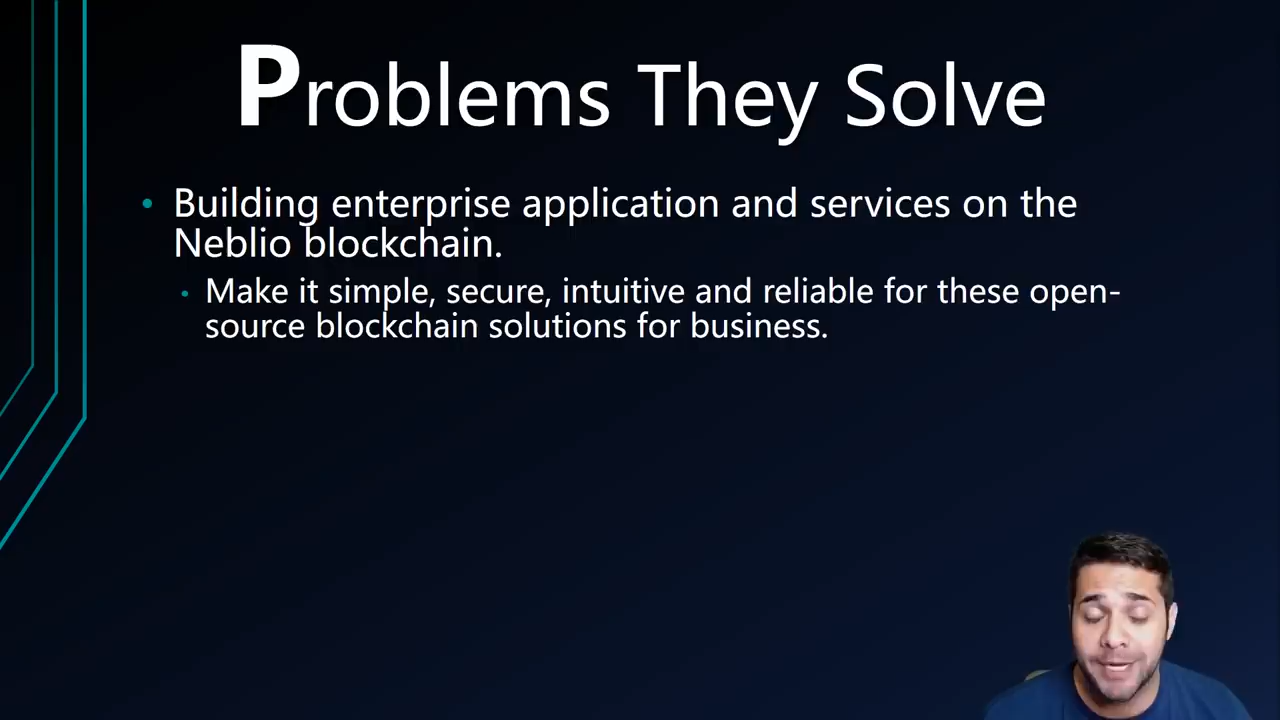 Problems They Solve
• Building enterprise application and services on the
Neblio blockchain.
• Make it simple, secure, intuitive and reliable for these open-
source blockchain solutions for business.